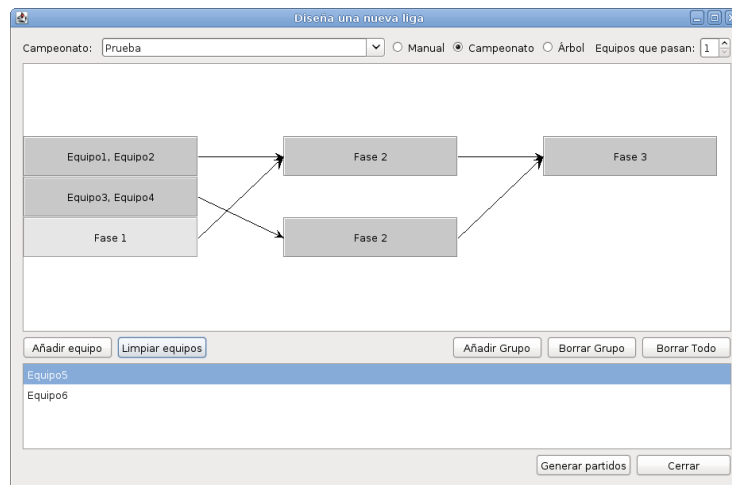 Diseña una nueva liga
Campeonato: Prueba Manual Campeonato Árbol Equipos que pasan: 1
Equipo1, Equipo2 Fase 2 Fase 3
Equipo3, Equipo4
Fase 1 Fase 2
Añadir equipo Limpiar equipos Añadir Grupo Borrar Grupo Borrar Todo
Equipo5
Equipo6
Generar partidos Cerrar